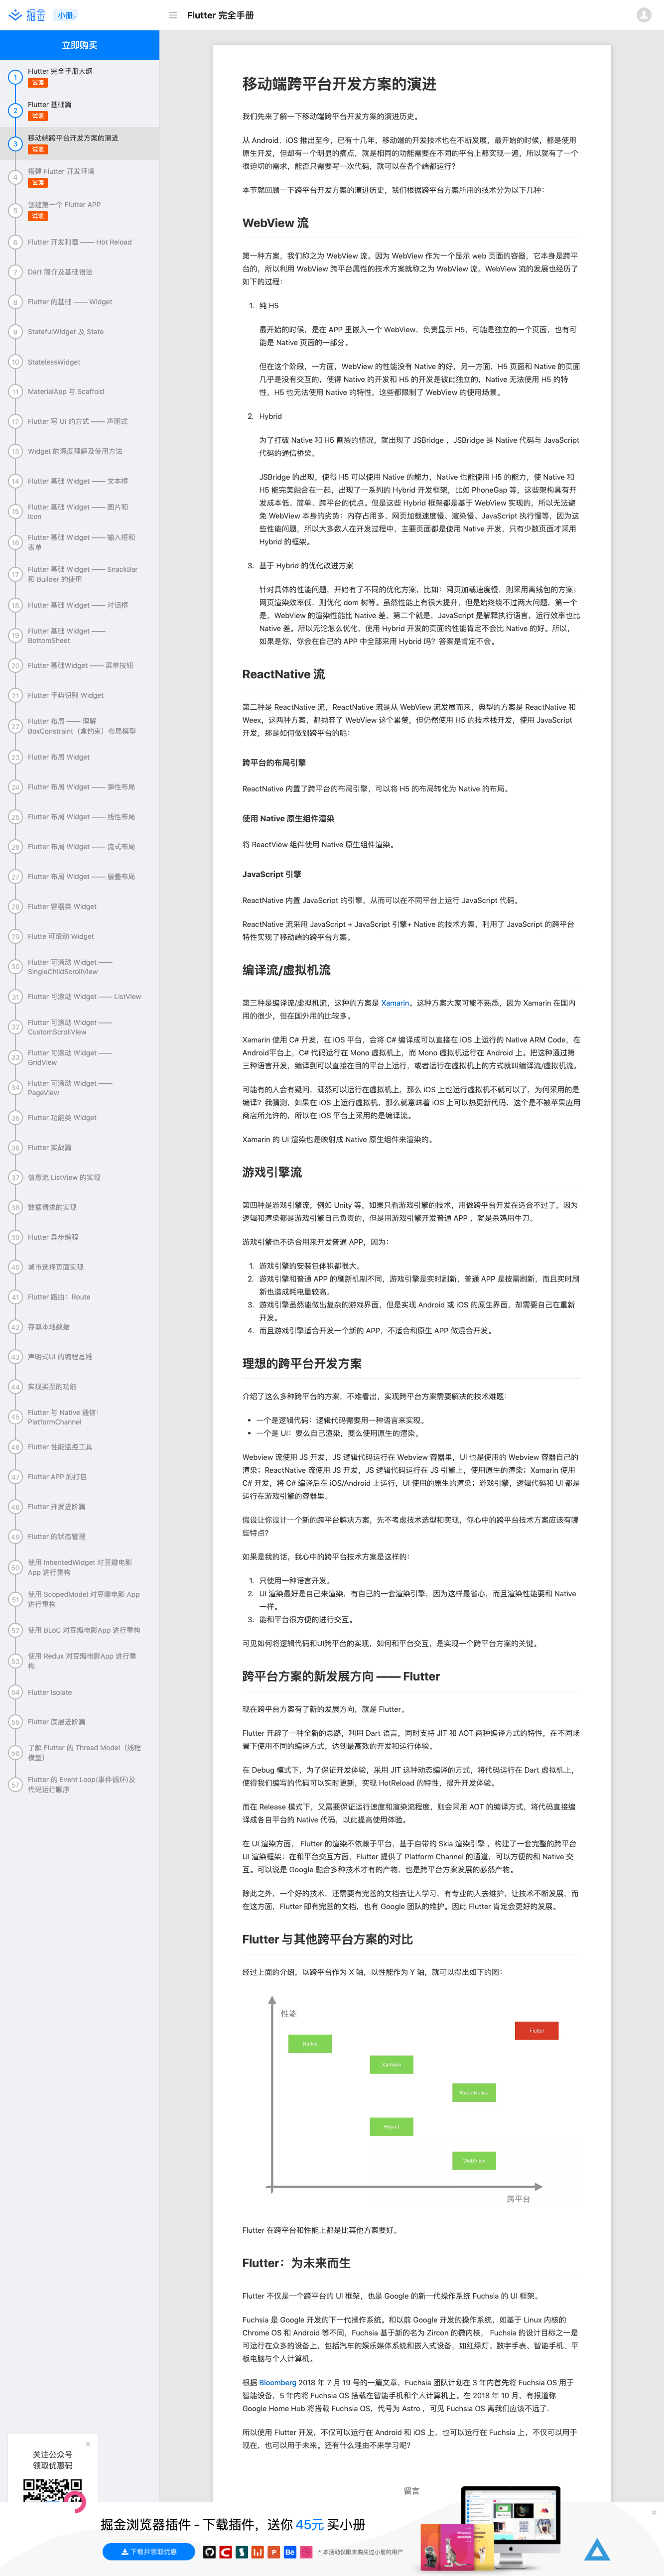 掘金 小册
Flutter 完全手册
立即购买
1 Flutter 完全手册大纲
试读
2 Flutter 基础篇
试读
3 移动端跨平台开发方案的演进
试读
4 搭建 Flutter 开发环境
试读
5 创建第一个 Flutter APP
试读
6 Flutter 开发利器 —— Hot Reload
7 Dart 简介及基础语法
8 Flutter 的基础 —— Widget
9 StatefulWidget 及 State
10 StatelessWidget
11 MaterialApp 与 Scaffold
12 Flutter 写 UI 的方式 —— 声明式
13 Widget 的深度理解及使用方法
14 Flutter 基础 Widget —— 文本框
15 Flutter 基础 Widget —— 图片和
Icon
16 Flutter 基础 Widget —— 输入框和
表单
17 Flutter 基础 Widget —— SnackBar
和 Builder 的使用
18 Flutter 基础 Widget —— 对话框
19 Flutter 基础 Widget ——
BottomSheet
20 Flutter 基础Widget —— 菜单按钮
21 Flutter 手势识别 Widget
22 Flutter 布局 —— 理解
BoxConstraint（盒约束）布局模型
23 Flutter 布局 Widget
24 Flutter 布局 Widget —— 弹性布局
25 Flutter 布局 Widget —— 线性布局
26 Flutter 布局 Widget —— 流式布局
27 Flutter 布局 Widget —— 层叠布局
28 Flutter 容器类 Widget
29 Flutte 可滚动 Widget
30 Flutter 可滚动 Widget ——
SingleChildScrollView
31 Flutter 可滚动 Widget —— ListView
32 Flutter 可滚动 Widget ——
CustomScrollView
33 Flutter 可滚动 Widget ——
GridView
34 Flutter 可滚动 Widget ——
PageView
35 Flutter 功能类 Widget
36 Flutter 实战篇
37 信息流 ListView 的实现
38 数据请求的实现
39 Flutter 异步编程
40 城市选择页面实现
41 Flutter 路由：Route
42 存取本地数据
43 声明式UI 的编程思维
44 实现买票的功能
45 Flutter 与 Native 通信:
PlatformChannel
46 Flutter 性能监控工具
47 Flutter APP 的打包
48 Flutter 开发进阶篇
49 Flutter 的状态管理
50 使用 InheritedWidget 对豆瓣电影
App 进行重构
51 使用 ScopedModel 对豆瓣电影 App
进行重构
52 使用 BLoC 对豆瓣电影App 进行重构
53 使用 Redux 对豆瓣电影App 进行重
构
54 Flutter Isolate
55 Flutter 底层进阶篇
56 了解 Flutter 的 Thread Model（线程
模型）
57 Flutter 的 Event Loop(事件循环)及
代码运行顺序
移动端跨平台开发方案的演进
我们先来了解一下移动端跨平台开发方案的演进历史。
从 Android、iOS 推出至今，已有十几年，移动端的开发技术也在不断发展，最开始的时候，都是使用
原生开发，但却有一个明显的痛点，就是相同的功能需要在不同的平台上都实现一遍，所以就有了一个
很迫切的需求，能否只需要写一次代码，就可以在各个端都运行?
本节就回顾一下跨平台开发方案的演进历史，我们根据跨平台方案所用的技术分为以下几种：
WebView 流
第一种方案，我们称之为 WebView 流。因为 WebView 作为一个显示 web 页面的容器，它本身是跨平
台的，所以利用 WebView 跨平台属性的技术方案就称之为 WebView 流。WebView 流的发展也经历了
如下的过程：
1. 纯 H5
最开始的时候，是在 APP 里嵌入一个 WebView，负责显示 H5，可能是独立的一个页面，也有可
能是 Native 页面的一部分。
但在这个阶段，一方面，WebView 的性能没有 Native 的好，另一方面，H5 页面和 Native 的页面
几乎是没有交互的，使得 Native 的开发和 H5 的开发是彼此独立的，Native 无法使用 H5 的特
性，H5 也无法使用 Native 的特性，这些都限制了 WebView 的使用场景。
2. Hybrid
为了打破 Native 和 H5 割裂的情况，就出现了 JSBridge ，JSBridge 是 Native 代码与 JavaScript
代码的通信桥梁。
JSBridge 的出现，使得 H5 可以使用 Native 的能力，Native 也能使用 H5 的能力，使 Native 和
H5 能完美融合在一起，出现了一系列的 Hybrid 开发框架，比如 PhoneGap 等，这些架构具有开
发成本低、简单、跨平台的优点，但是这些 Hybrid 框架都是基于 WebView 实现的，所以无法避
免 WebView 本身的劣势：内存占用多、网页加载速度慢、渲染慢、JavaScript 执行慢等，因为这
些性能问题，所以大多数人在开发过程中，主要页面都是使用 Native 开发，只有少数页面才采用
Hybrid 的框架。
3. 基于 Hybrid 的优化改进方案
针对具体的性能问题，开始有了不同的优化方案，比如：网页加载速度慢，则采用离线包的方案；
网页渲染效率低，则优化 dom 树等。虽然性能上有很大提升，但是始终绕不过两大问题，第一个
是，WebView 的渲染性能比 Native 差，第二个就是，JavaScript 是解释执行语言，运行效率也比
Native 差。所以无论怎么优化，使用 Hybrid 开发的页面的性能肯定不会比 Native 的好。所以，
如果是你，你会在自己的 APP 中全部采用 Hybrid 吗？答案是肯定不会。
ReactNative 流
第二种是 ReactNative 流，ReactNative 流是从 WebView 流发展而来，典型的方案是 ReactNative 和
Weex，这两种方案，都抛弃了 WebView 这个累赘，但仍然使用 H5 的技术栈开发，使用 JavaScript
开发，那是如何做到跨平台的呢：
跨平台的布局引擎
ReactNative 内置了跨平台的布局引擎，可以将 H5 的布局转化为 Native 的布局。
使用 Native 原生组件渲染
将 ReactView 组件使用 Native 原生组件渲染。
JavaScript 引擎
ReactNative 内置 JavaScript 的引擎，从而可以在不同平台上运行 JavaScript 代码。
ReactNative 流采用 JavaScript + JavaScript 引擎+ Native 的技术方案，利用了 JavaScript 的跨平台
特性实现了移动端的跨平台方案。
编译流/虚拟机流
第三种是编译流/虚拟机流，这种的方案是 Xamarin。这种方案大家可能不熟悉，因为 Xamarin 在国内
用的很少，但在国外用的比较多。
Xamarin 使用 C# 开发，在 iOS 平台，会将 C# 编译成可以直接在 iOS 上运行的 Native ARM Code，在
Android平台上，C# 代码运行在 Mono 虚拟机上，而 Mono 虚拟机运行在 Android 上。把这种通过第
三种语言开发，编译到可以直接在目的平台上运行，或者运行在虚拟机上的方式就叫编译流/虚拟机流。
可能有的人会有疑问，既然可以运行在虚拟机上，那么 iOS 上也运行虚拟机不就可以了，为何采用的是
编译？我猜测，如果在 iOS 上运行虚拟机，那么就意味着 iOS 上可以热更新代码，这个是不被苹果应用
商店所允许的，所以在 iOS 平台上采用的是编译流。
Xamarin 的 UI 渲染也是映射成 Native 原生组件来渲染的。
游戏引擎流
第四种是游戏引擎流，例如 Unity 等。如果只看游戏引擎的技术，用做跨平台开发在适合不过了，因为
逻辑和渲染都是游戏引擎自己负责的，但是用游戏引擎开发普通 APP ，就是杀鸡用牛刀。
游戏引擎也不适合用来开发普通 APP，因为：
1. 游戏引擎的安装包体积都很大。
2. 游戏引擎和普通 APP 的刷新机制不同，游戏引擎是实时刷新，普通 APP 是按需刷新，而且实时刷
新也造成耗电量较高。
3. 游戏引擎虽然能做出复杂的游戏界面，但是实现 Android 或 iOS 的原生界面，却需要自己在重新
开发。
4. 而且游戏引擎适合开发一个新的 APP，不适合和原生 APP 做混合开发。
理想的跨平台开发方案
介绍了这么多种跨平台的方案，不难看出，实现跨平台方案需要解决的技术难题：
• 一个是逻辑代码：逻辑代码需要用一种语言来实现。
• 一个是 UI：要么自己渲染，要么使用原生的渲染。
Webview 流使用 JS 开发，JS 逻辑代码运行在 Webview 容器里，UI 也是使用的 Webview 容器自己的
渲染；ReactNative 流使用 JS 开发，JS 逻辑代码运行在 JS 引擎上，使用原生的渲染；Xamarin 使用
C# 开发，将 C# 编译后在 iOS/Android 上运行，UI 使用的原生的渲染；游戏引擎，逻辑代码和 UI 都是
运行在游戏引擎的容器里。
假设让你设计一个新的跨平台解决方案，先不考虑技术选型和实现，你心中的跨平台技术方案应该有哪
些特点?
如果是我的话，我心中的跨平台技术方案是这样的：
1. 只使用一种语言开发。
2. UI 渲染最好是自己来渲染，有自己的一套渲染引擎，因为这样最省心，而且渲染性能要和 Native
一样。
3. 能和平台很方便的进行交互。
可见如何将逻辑代码和UI跨平台的实现，如何和平台交互，是实现一个跨平台方案的关键。
跨平台方案的新发展方向 —— Flutter
现在跨平台方案有了新的发展方向，就是 Flutter。
Flutter 开辟了一种全新的思路，利用 Dart 语言，同时支持 JIT 和 AOT 两种编译方式的特性，在不同场
景下使用不同的编译方式，达到最高效的开发和运行体验。
在 Debug 模式下，为了保证开发体验，采用 JIT 这种动态编译的方式，将代码运行在 Dart 虚拟机上，
使得我们编写的代码可以实时更新，实现 HotReload 的特性，提升开发体验。
而在 Release 模式下，又需要保证运行速度和渲染流程度，则会采用 AOT 的编译方式，将代码直接编
译成各自平台的 Native 代码，以此提高使用体验。
在 UI 渲染方面， Flutter 的渲染不依赖于平台，基于自带的 Skia 渲染引擎 ，构建了一套完整的跨平台
UI 渲染框架；在和平台交互方面，Flutter 提供了 Platform Channel 的通道，可以方便的和 Native 交
互。可以说是 Google 融合多种技术才有的产物，也是跨平台方案发展的必然产物。
除此之外，一个好的技术，还需要有完善的文档去让人学习，有专业的人去维护，让技术不断发展，而
在这方面，Flutter 即有完善的文档，也有 Google 团队的维护。因此 Flutter 肯定会更好的发展。
Flutter 与其他跨平台方案的对比
经过上面的介绍，以跨平台作为 X 轴，以性能作为 Y 轴，就可以得出如下的图：
性能
Flutter
Native
Xamarin
ReactNative
Hybrid
WebView
跨平台
Flutter 在跨平台和性能上都是比其他方案要好。
Flutter：为未来而生
Flutter 不仅是一个跨平台的 UI 框架，也是 Google 的新一代操作系统 Fuchsia 的 UI 框架。
Fuchsia 是 Google 开发的下一代操作系统。和以前 Google 开发的操作系统，如基于 Linux 内核的
Chrome OS 和 Android 等不同，Fuchsia 基于新的名为 Zircon 的微内核， Fuchsia 的设计目标之一是
可运行在众多的设备上，包括汽车的娱乐媒体系统和嵌入式设备，如红绿灯、数字手表、智能手机、平
板电脑与个人计算机。
根据 Bloomberg 2018 年 7 月 19 号的一篇文章，Fuchsia 团队计划在 3 年内首先将 Fuchsia OS 用于
智能设备，5 年内将 Fuchsia OS 搭载在智能手机和个人计算机上。在 2018 年 10 月，有报道称
Google Home Hub 将搭载 Fuchsia OS，代号为 Astro ，可见 Fuchsia OS 离我们应该不远了.
所以使用 Flutter 开发，不仅可以运行在 Android 和 iOS 上，也可以运行在 Fuchsia 上，不仅可以用于
现在，也可以用于未来。还有什么理由不来学习呢?
留言
关注公众号
领取优惠码
掘金浏览器插件 - 下载插件，送你 45元 买小册
下载并领取优惠
* 本活动仅限未购买过小册的用户